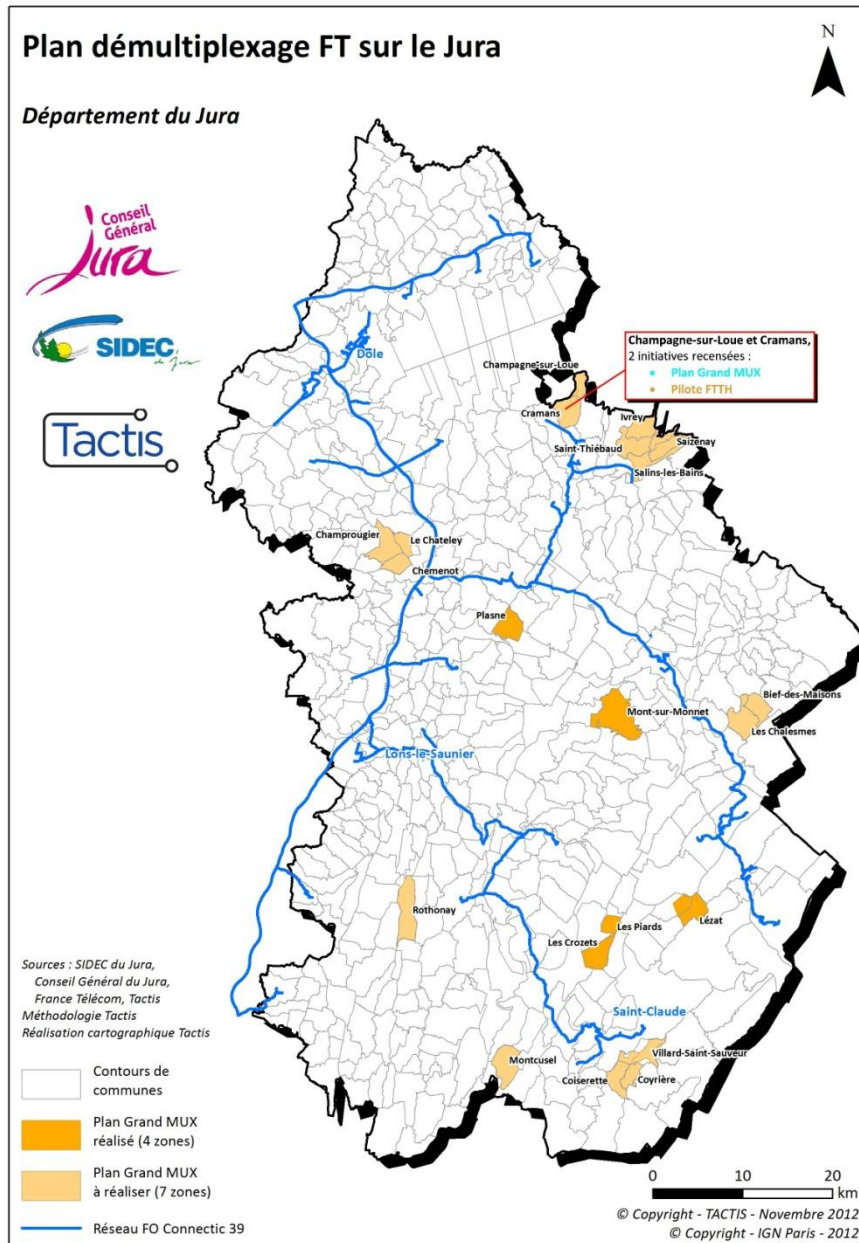 Plan démultiplexage FT sur le Jura
N
Département du Jura
Conseil
Général
Jura
SIDEC
du Jura
Tactis
Champagne-sur-Loue et Cramans,
2 initiatives recensées :
• Plan Grand MUX
• Pilote FTTH
Dole
Champagne-sur-Loue
Cramans
Ivrey
Saint-Thiébaud
Saizenay
Salins-les-Bains
Champrougier
Le Chateley
Chemenot
Plasne
Bief-des-Maisons
Mont-sur-Monnet
Les Chalesmes
Lons-le-Saunier
Rothonay
Les Piards
Lézat
Les Crozets
Saint-Claude
Villard-Saint-Sauveur
Montcusel
Coiserette
Coyrière
Sources : SIDEC du Jura,
Conseil Général du Jura,
France Télécom, Tactis
Méthodologie Tactis
Réalisation cartographique Tactis
Contours de
communes
Plan Grand MUX
réalisé (4 zones)
Plan Grand MUX
à réaliser (7 zones)
Réseau FO Connectic 39
0 10 20
km
© Copyright - TACTIS - Novembre 2012
© Copyright - IGN Paris - 2012